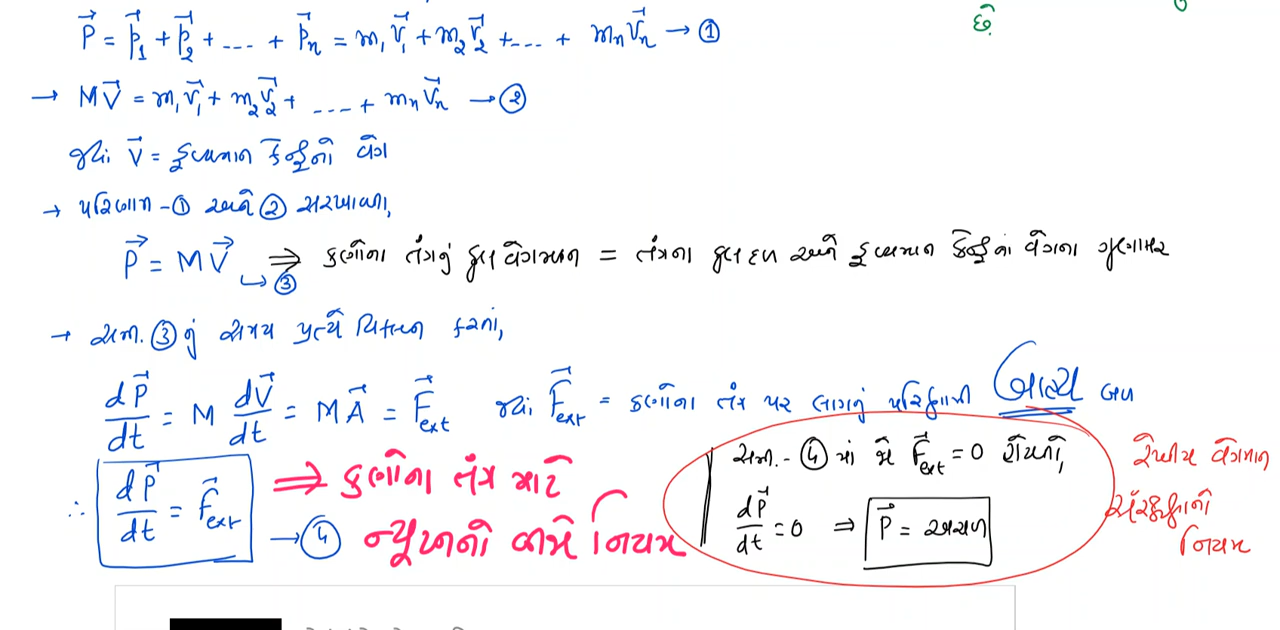 છે.
P⃗ = p⃗₁ + p⃗₂ + .... + p⃗ₙ = m₁v⃗₁ + m₂v⃗₂ +.... + mₙv⃗ₙ → ①
→ MV⃗ = m₁v⃗₁ + m₂v⃗₂ + .... + mₙv⃗ₙ → ②
જ્યાં V⃗ = દ્રવ્યમાન કેન્દ્રનો વેગ
→ પરિણામ - ① અને ② સરખાવતા,
P⃗ = MV⃗ ↳ ③ ⇒ કણોના તંત્રનું કુલ વેગમાન = તંત્રના કુલ દળ અને દ્રવ્યમાન કેન્દ્રના વેગના ગુણાકાર
→ સમી. ③ નું સમય પ્રત્યે વિકલન કરતાં,
dP⃗/dt = M dV⃗/dt = MA⃗ = F⃗ext જ્યાં F⃗ext = કણોના તંત્ર પર લાગતું પરિણામી બાહ્ય બળ
∴ dP⃗/dt = F⃗ext → ④ ⇒ કણોના તંત્ર માટે
ન્યૂટનનો બીજો નિયમ
સમી. - ④ માં જો F⃗ext = 0 હોય તો,
dP⃗/dt = 0 ⇒ P⃗ = અચળ
રેખીય વેગમાન
સંરક્ષણનો
નિયમ